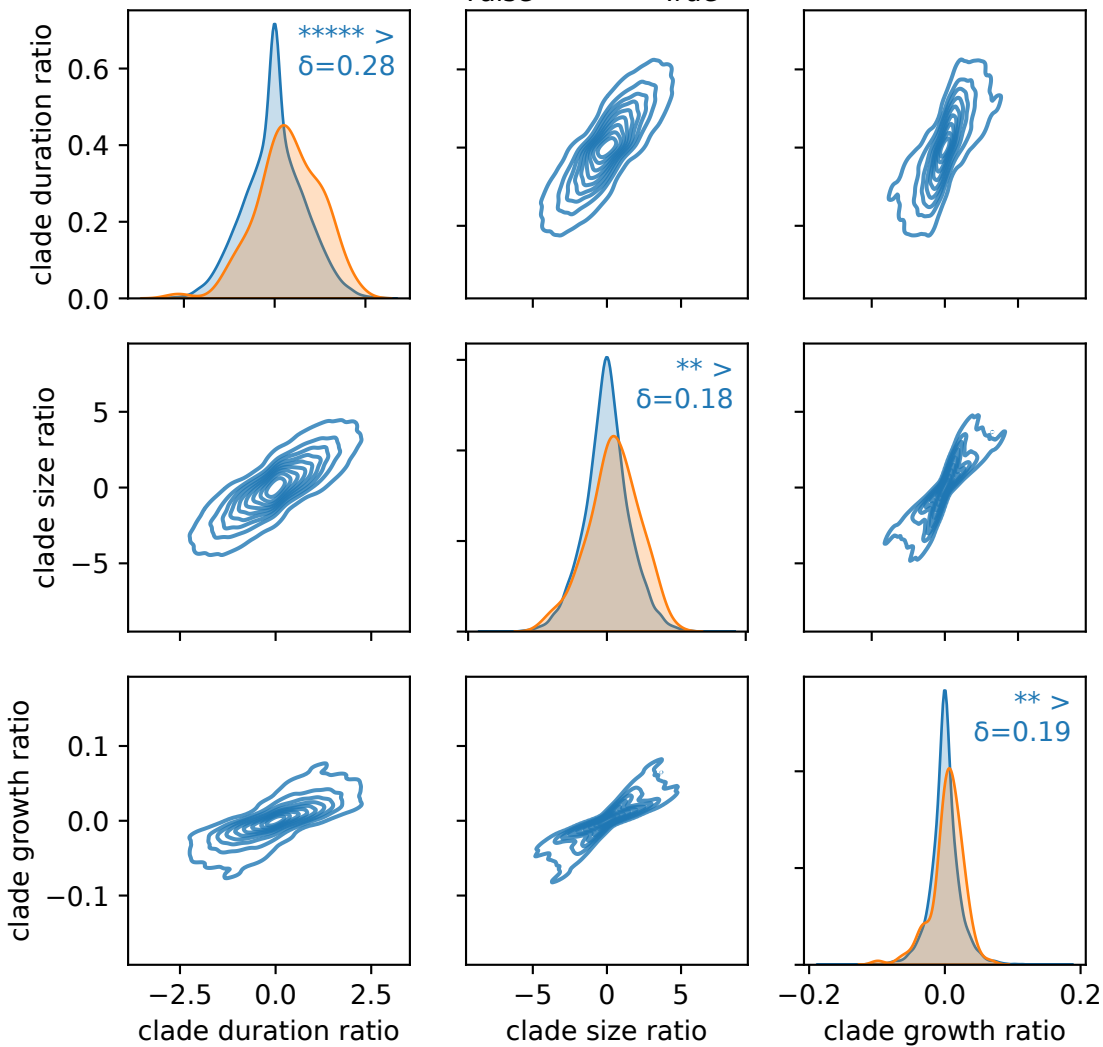 ***** >
δ=0.28
clade duration ratio
0.6
0.4
0.2
0.0
** >
δ=0.18
clade size ratio
5
0
−5
** >
δ=0.19
clade growth ratio
0.1
0.0
−0.1
−2.5 0.0 2.5
−5 0 5
−0.2 0.0 0.2
clade duration ratio
clade size ratio
clade growth ratio